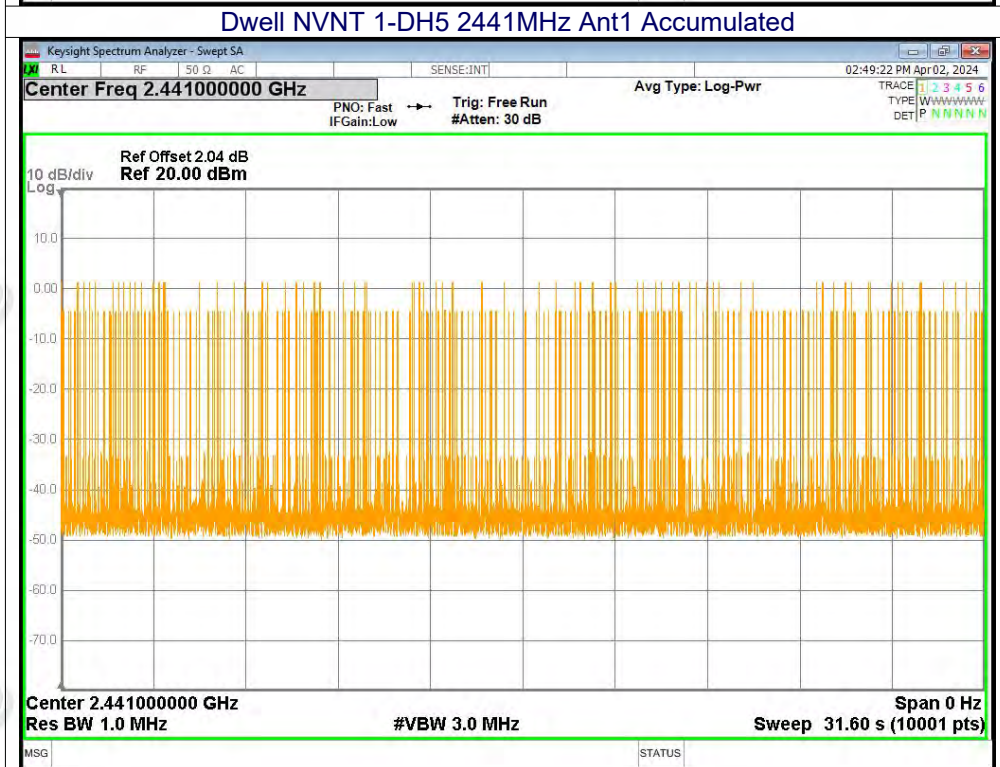 Dwell NVNT 1-DH5 2441MHz Ant1 Accumulated
Keysight Spectrum Analyzer - Swept SA
LXI RL RF 50 Ω AC SENSE:INT 02:49:22 PM Apr 02, 2024
Center Freq 2.441000000 GHz Avg Type: Log-Pwr TRACE 1 2 3 4 5 6
PNO: Fast Trig: Free Run TYPE WWWWWW
IFGain:Low #Atten: 30 dB DET P N N N N N
Ref Offset 2.04 dB
10 dB/div Ref 20.00 dBm
Log
10.0
0.00
-10.0
-20.0
-30.0
-40.0
-50.0
-60.0
-70.0
Center 2.441000000 GHz Span 0 Hz
Res BW 1.0 MHz #VBW 3.0 MHz Sweep 31.60 s (10001 pts)
MSG STATUS